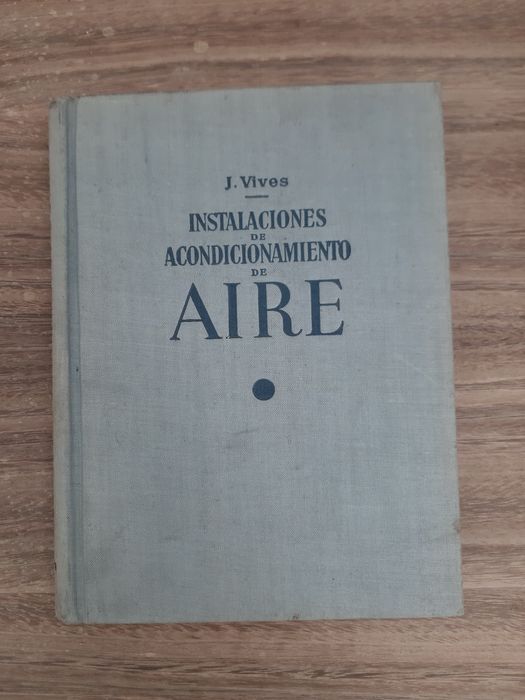 J. Vives
INSTALACIONES
DE
ACONDICIONAMIENTO
DE
AIRE